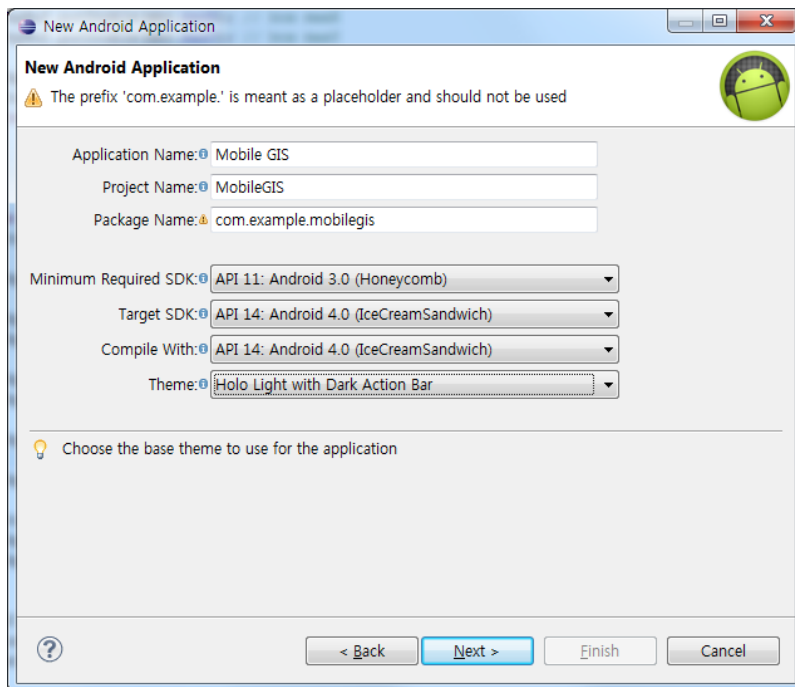 New Android Application
New Android Application
The prefix 'com.example.' is meant as a placeholder and should not be used
Application Name: Mobile GIS
Project Name: MobileGIS
Package Name: com.example.mobilegis
Minimum Required SDK: API 11: Android 3.0 (Honeycomb)
Target SDK: API 14: Android 4.0 (IceCreamSandwich)
Compile With: API 14: Android 4.0 (IceCreamSandwich)
Theme: Holo Light with Dark Action Bar
Choose the base theme to use for the application
< Back Next > Finish Cancel